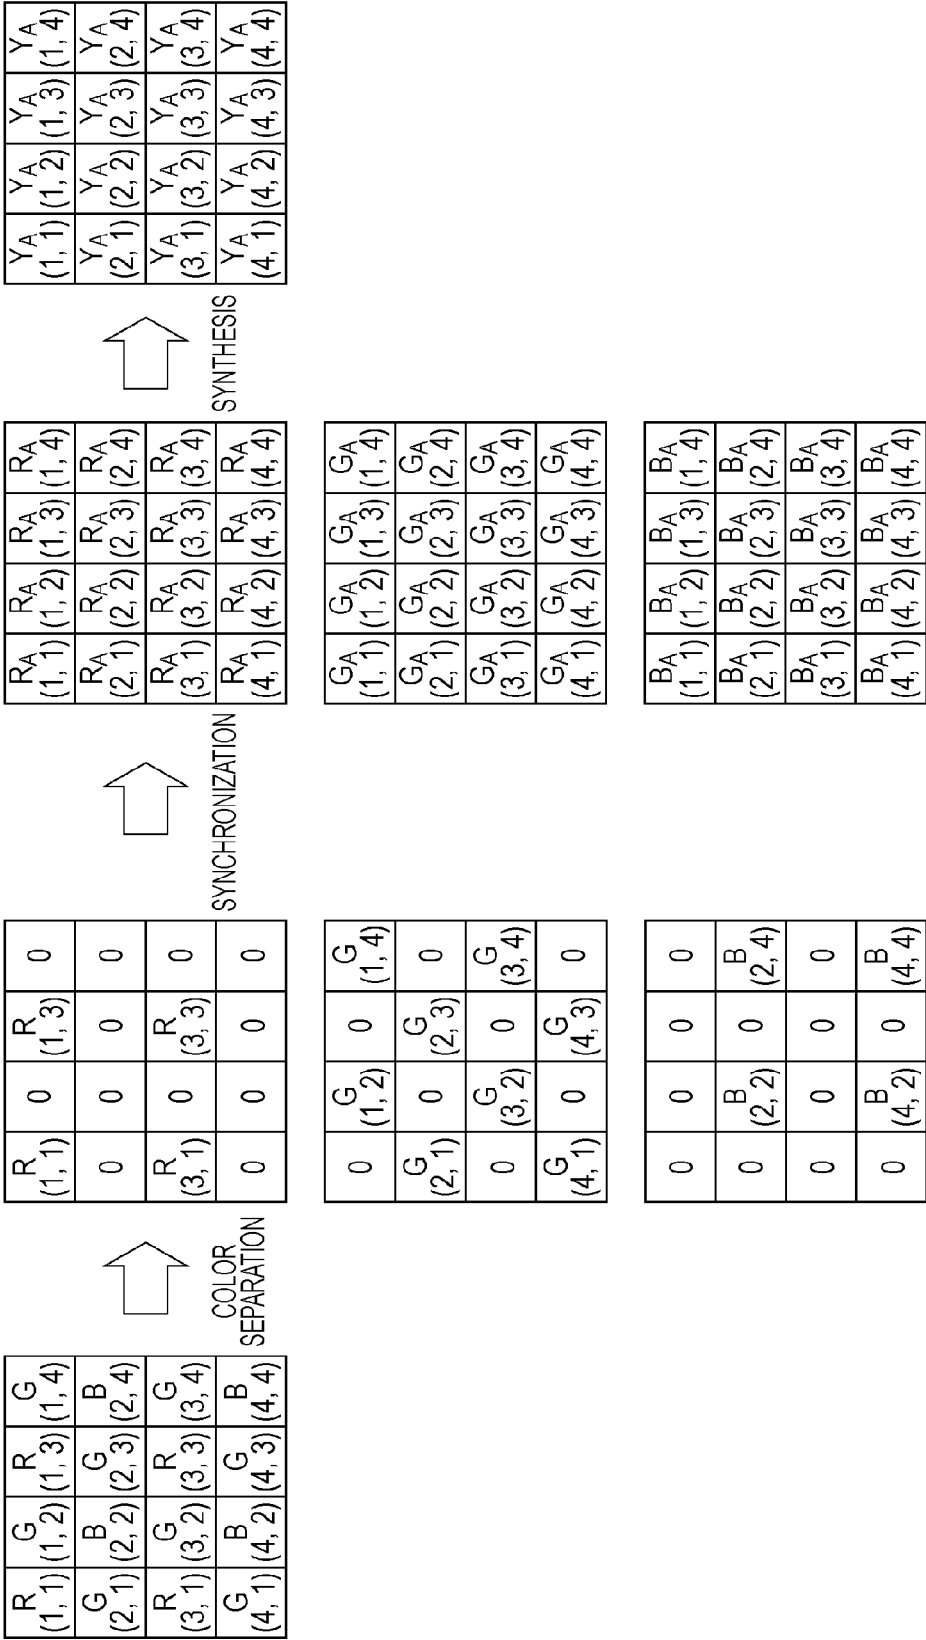 R G R G
(1, 1) (1, 2) (1, 3) (1, 4)
G B G B
(2, 1) (2, 2) (2, 3) (2, 4)
R G R G
(3, 1) (3, 2) (3, 3) (3, 4)
G B G B
(4, 1) (4, 2) (4, 3) (4, 4)
COLOR
SEPARATION
R 0 R 0
(1, 1) (1, 3)
0 0 0 0
R 0 R 0
(3, 1) (3, 3)
0 0 0 0
0 G 0 G
(1, 2) (1, 4)
G 0 G 0
(2, 1) (2, 3)
0 G 0 G
(3, 2) (3, 4)
G 0 G 0
(4, 1) (4, 3)
0 0 0 0
0 B 0 B
(2, 2) (2, 4)
0 0 0 0
0 B 0 B
(4, 2) (4, 4)
SYNCHRONIZATION
RA RA RA RA
(1, 1) (1, 2) (1, 3) (1, 4)
RA RA RA RA
(2, 1) (2, 2) (2, 3) (2, 4)
RA RA RA RA
(3, 1) (3, 2) (3, 3) (3, 4)
RA RA RA RA
(4, 1) (4, 2) (4, 3) (4, 4)
GA GA GA GA
(1, 1) (1, 2) (1, 3) (1, 4)
GA GA GA GA
(2, 1) (2, 2) (2, 3) (2, 4)
GA GA GA GA
(3, 1) (3, 2) (3, 3) (3, 4)
GA GA GA GA
(4, 1) (4, 2) (4, 3) (4, 4)
BA BA BA BA
(1, 1) (1, 2) (1, 3) (1, 4)
BA BA BA BA
(2, 1) (2, 2) (2, 3) (2, 4)
BA BA BA BA
(3, 1) (3, 2) (3, 3) (3, 4)
BA BA BA BA
(4, 1) (4, 2) (4, 3) (4, 4)
SYNTHESIS
YA YA YA YA
(1, 1) (1, 2) (1, 3) (1, 4)
YA YA YA YA
(2, 1) (2, 2) (2, 3) (2, 4)
YA YA YA YA
(3, 1) (3, 2) (3, 3) (3, 4)
YA YA YA YA
(4, 1) (4, 2) (4, 3) (4, 4)